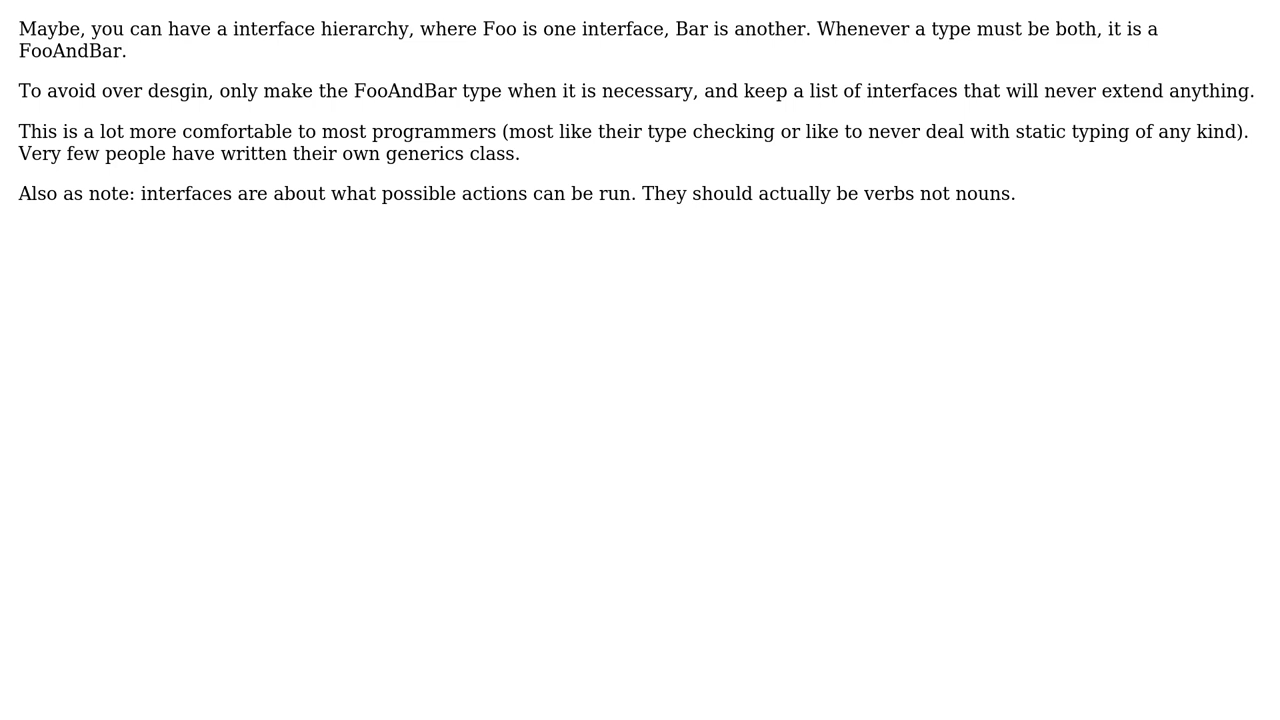 Maybe, you can have a interface hierarchy, where Foo is one interface, Bar is another. Whenever a type must be both, it is a
FooAndBar.
To avoid over desgin, only make the FooAndBar type when it is necessary, and keep a list of interfaces that will never extend anything.
This is a lot more comfortable to most programmers (most like their type checking or like to never deal with static typing of any kind).
Very few people have written their own generics class.
Also as note: interfaces are about what possible actions can be run. They should actually be verbs not nouns.